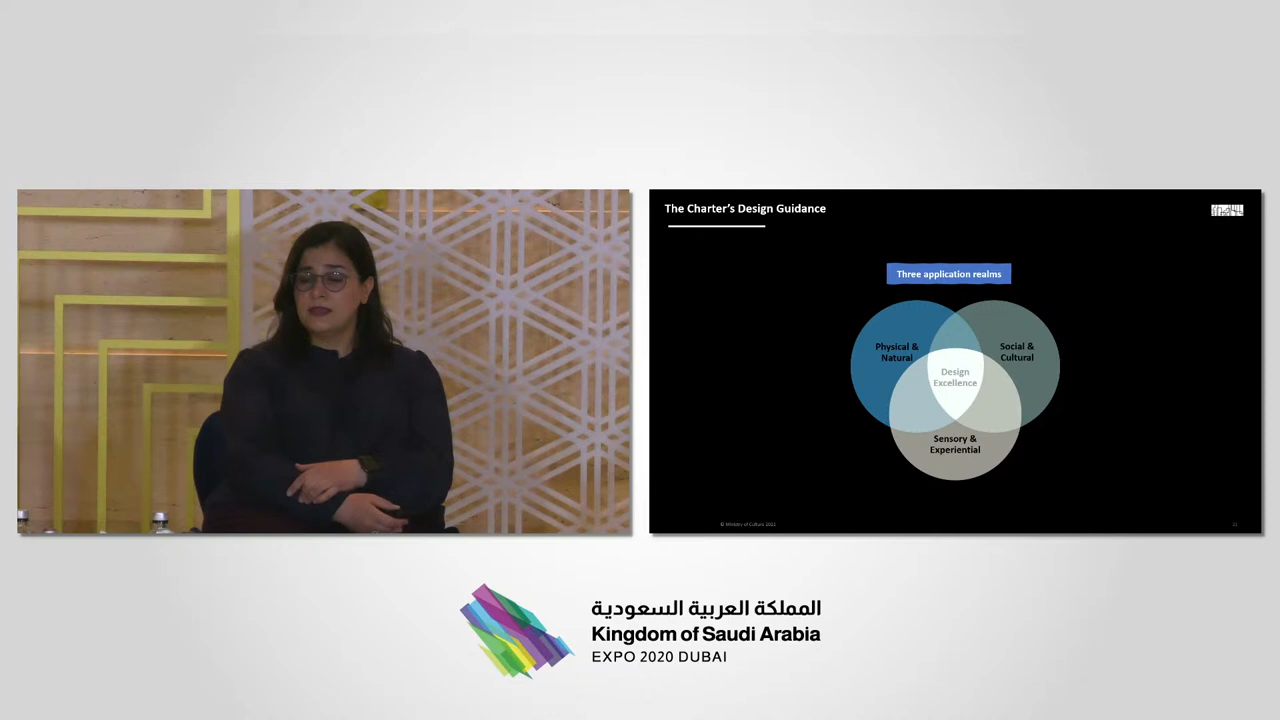 The Charter's Design Guidance
Three application realms
Physical &
Natural
Social &
Cultural
Design
Excellence
Sensory &
Experiential
© Ministry of Culture 2022
21
المملكة العربية السعودية
Kingdom of Saudi Arabia
EXPO 2020 DUBAI